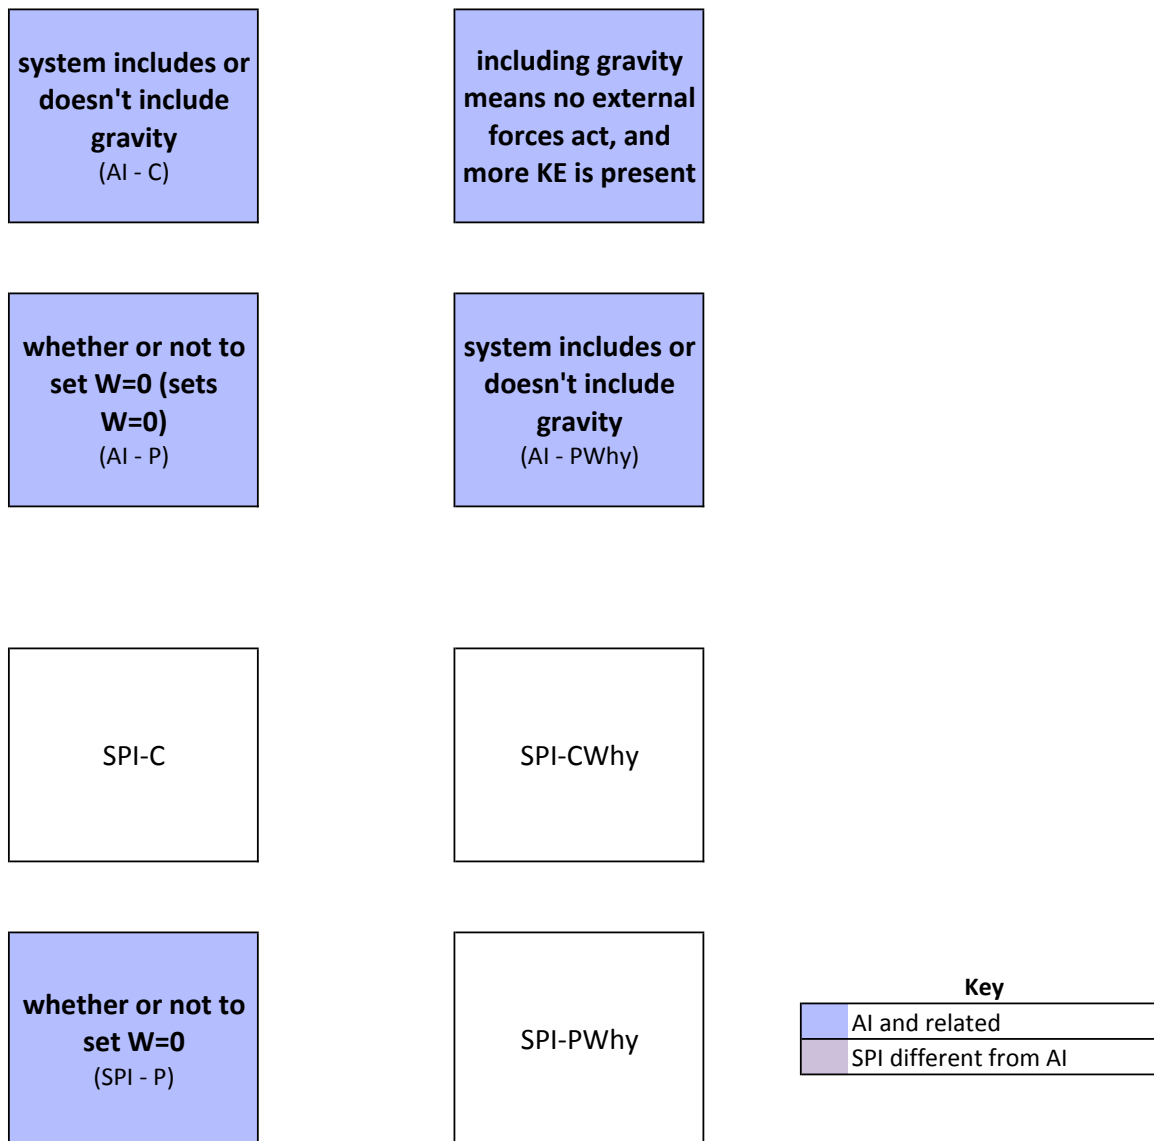 system includes or
doesn't include
gravity
(AI - C)
including gravity
means no external
forces act, and
more KE is present
whether or not to
set W=0 (sets
W=0)
(AI - P)
system includes or
doesn't include
gravity
(AI - PWhy)
SPI-C
SPI-CWhy
whether or not to
set W=0
(SPI - P)
SPI-PWhy
Key
AI and related
SPI different from AI